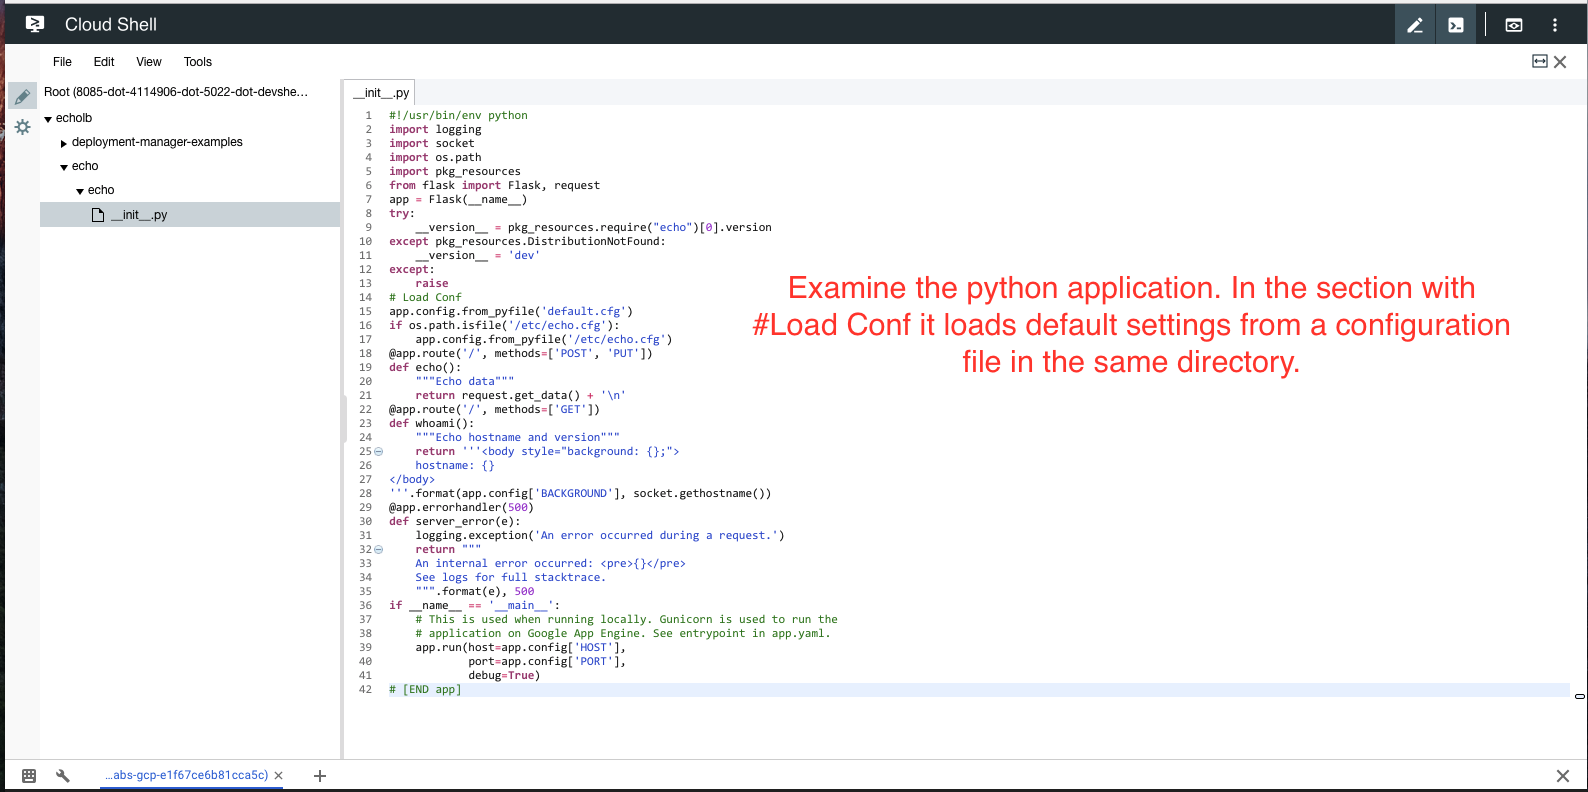 Cloud Shell
File Edit View Tools
Root (8085-dot-4114906-dot-5022-dot-devshe...
echolb
deployment-manager-examples
echo
echo
__init__.py
__init__.py
1 #!/usr/bin/env python
2 import logging
3 import socket
4 import os.path
5 import pkg_resources
6 from flask import Flask, request
7 app = Flask(__name__)
8 try:
9     __version__ = pkg_resources.require("echo")[0].version
10 except pkg_resources.DistributionNotFound:
11     __version__ = 'dev'
12 except:
13     raise
14 # Load Conf
15 app.config.from_pyfile('default.cfg')
16 if os.path.isfile('/etc/echo.cfg'):
17     app.config.from_pyfile('/etc/echo.cfg')
18 @app.route('/', methods=['POST', 'PUT'])
19 def echo():
20     """Echo data"""
21     return request.get_data() + '\n'
22 @app.route('/', methods=['GET'])
23 def whoami():
24     """Echo hostname and version"""
25     return '''<body style="background: {};">
26     hostname: {}
27 </body>
28 '''.format(app.config['BACKGROUND'], socket.gethostname())
29 @app.errorhandler(500)
30 def server_error(e):
31     logging.exception('An error occurred during a request.')
32     return """
33     An internal error occurred: <pre>{}</pre>
34     See logs for full stacktrace.
35     """.format(e), 500
36 if __name__ == '__main__':
37     # This is used when running locally. Gunicorn is used to run the
38     # application on Google App Engine. See entrypoint in app.yaml.
39     app.run(host=app.config['HOST'],
40             port=app.config['PORT'],
41             debug=True)
42 # [END app]
Examine the python application. In the section with
#Load Conf it loads default settings from a configuration
file in the same directory.
...abs-gcp-e1f67ce6b81cca5c)